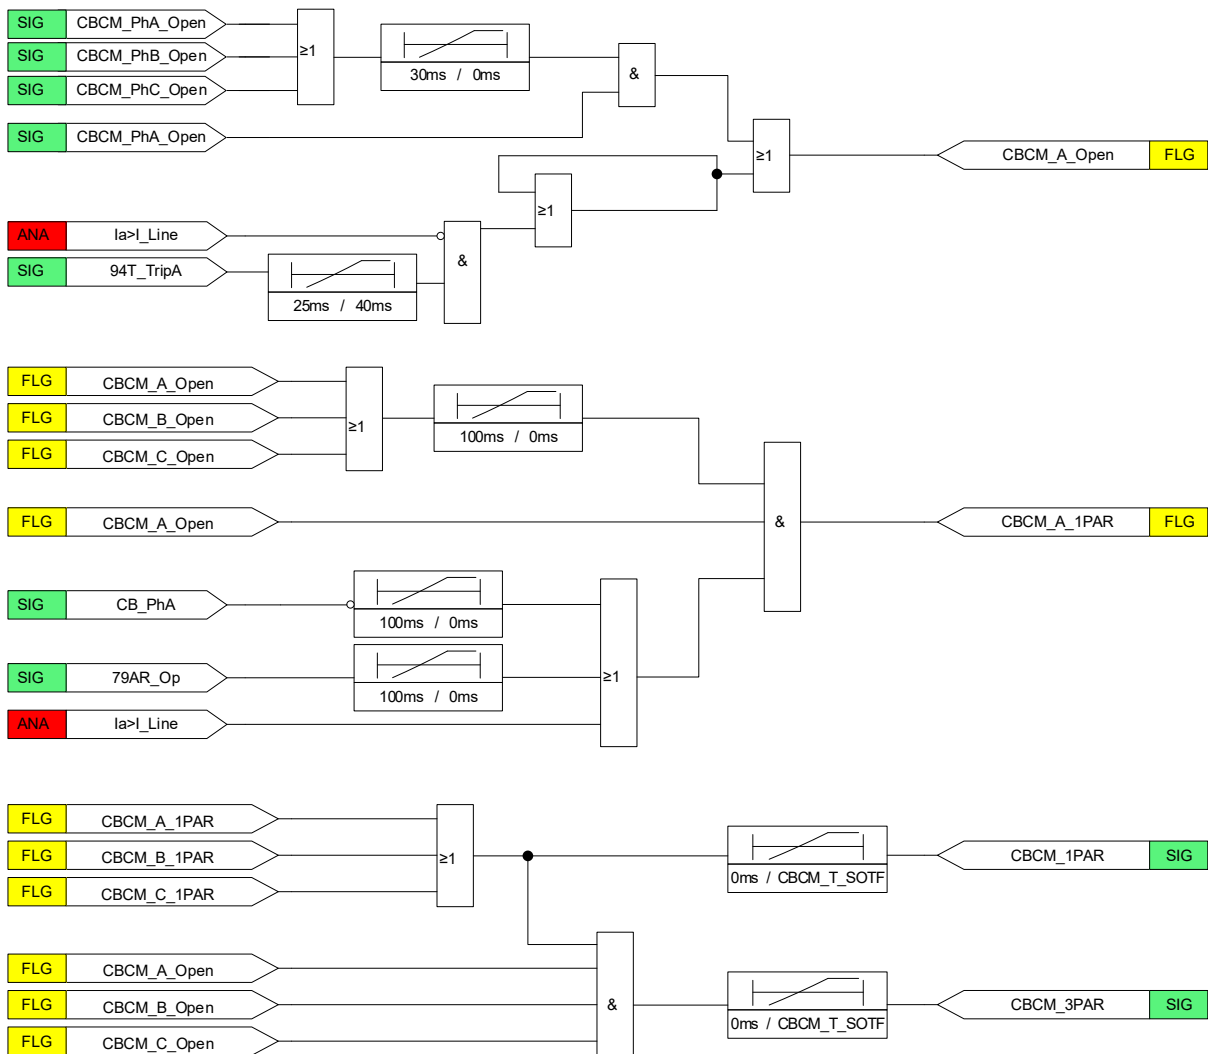 SIG CBCM_PhA_Open
SIG CBCM_PhB_Open
SIG CBCM_PhC_Open
≥1
30ms / 0ms
&
SIG CBCM_PhA_Open
≥1
CBCM_A_Open FLG
≥1
ANA Ia>I_Line
&
SIG 94T_TripA
25ms / 40ms
FLG CBCM_A_Open
FLG CBCM_B_Open
FLG CBCM_C_Open
≥1
100ms / 0ms
FLG CBCM_A_Open
&
CBCM_A_1PAR FLG
SIG CB_PhA
100ms / 0ms
SIG 79AR_Op
100ms / 0ms
≥1
ANA Ia>I_Line
FLG CBCM_A_1PAR
FLG CBCM_B_1PAR
FLG CBCM_C_1PAR
≥1
0ms / CBCM_T_SOTF
CBCM_1PAR SIG
FLG CBCM_A_Open
FLG CBCM_B_Open
FLG CBCM_C_Open
&
0ms / CBCM_T_SOTF
CBCM_3PAR SIG